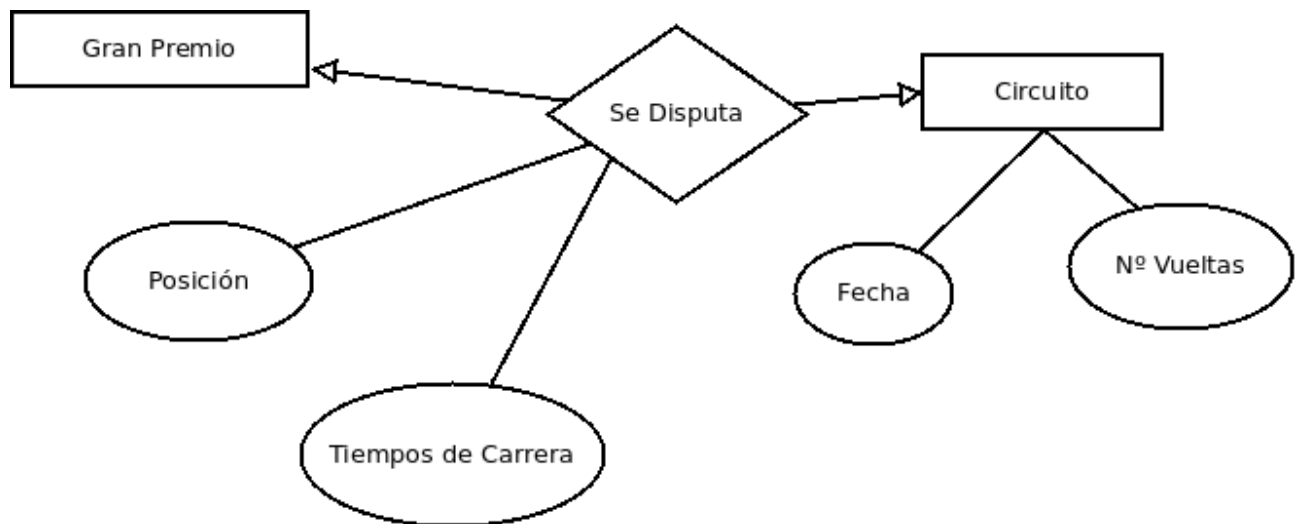 Gran Premio
Se Disputa
Circuito
Posición
Fecha
Nº Vueltas
Tiempos de Carrera